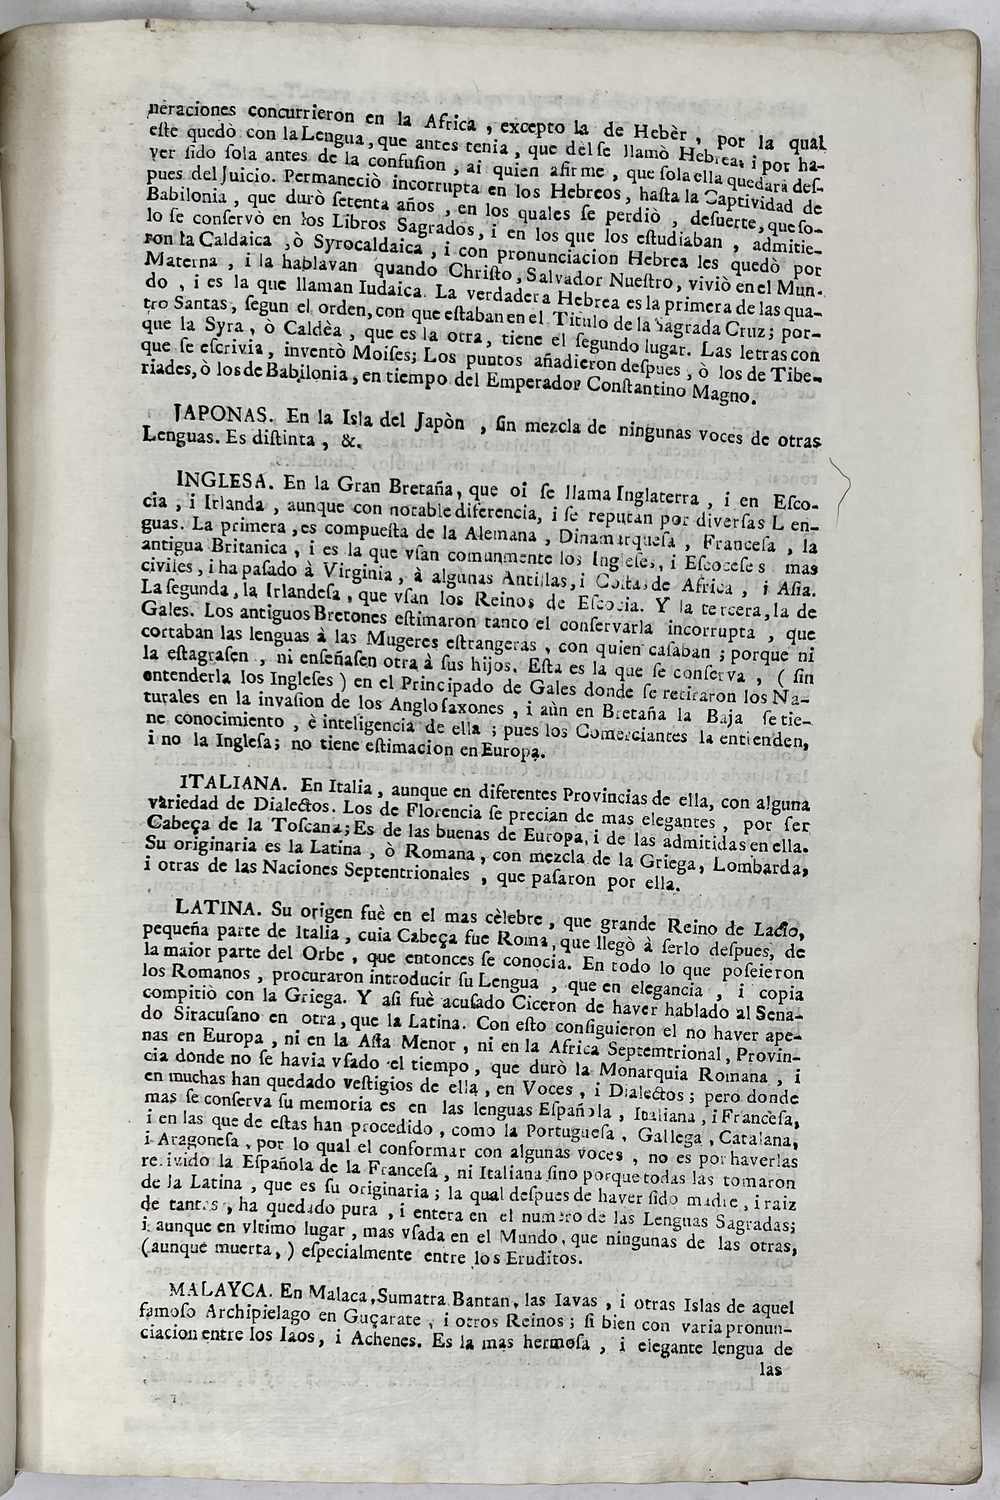 neraciones concurrieron en la Africa , excepto la de Hebèr , por la qual
eſte quedò con la Lengua, que antes tenia , que dèl ſe llamò Hebrea, i por ha-
ver ſido ſola antes de la confuſion , ai quien afirme , que ſola ella quedarà deſ-
pues del Juicio. Permaneciò incorrupta en los Hebreos, haſta la Captividad de
Babilonia , que durò ſetenta años , en los quales ſe perdiò , deſuerte, que ſo-
lo ſe conſervò en los Libros Sagrados, i en los que los eſtudiaban , admitie-
ron la Caldaica , ò Syrocaldaica , i con pronunciacion Hebrea les quedò por
Materna , i la hablavan quando Chriſto, Salvador Nueſtro, viviò en el Mun-
do , i es la que llaman Iudaica. La verdadera Hebrea es la primera de las qua-
tro Santas, ſegun el orden, con que eſtaban en el Titulo de la Sagrada Cruz; por-
que la Syra , ò Caldèa , que es la otra, tiene el ſegundo lugar. Las letras con
que ſe eſcrivia , inventò Moiſes; Los puntos añadieron deſpues , ò los de Tibe-
riades, ò los de Babilonia, en tiempo del Emperador Conſtantino Magno.
JAPONAS. En la Isla del Japòn , ſin mezcla de ningunas voces de otras
Lenguas. Es diſtinta , &.
INGLESA. En la Gran Bretaña, que oi ſe llama Inglaterra , i en Eſco-
cia , i Irlanda , aunque con notable diferencia, i ſe reputan por diverſas Len-
guas. La primera, es compueſta de la Alemana , Dinamarqueſa , Franceſa , la
antigua Britanica , i es la que vſan comunmente los Ingleſes, i Eſcoceſes mas
civiles, i ha paſado à Virginia , à algunas Antillas, i Coſtas de Africa , i Aſia.
La ſegunda, la Irlandeſa , que vſan los Reinos de Eſcocia. Y la tercera, la de
Gales. Los antiguos Bretones eſtimaron tanto el conſervarla incorrupta , que
cortaban las lenguas à las Mugeres eſtrangeras , con quien caſaban ; porque ni
la eſtagraſen , ni enſeñaſen otra à ſus hijos. Eſta es la que ſe conſerva , ( ſin
entenderla los Ingleſes ) en el Principado de Gales donde ſe retiraron los Na-
turales en la invaſion de los Angloſaxones , i aùn en Bretaña la Baja ſe tie-
ne conocimiento , è inteligencia de ella ; pues los Comerciantes la entienden,
i no la Ingleſa; no tiene eſtimacion en Europa.
ITALIANA. En Italia , aunque en diferentes Provincias de ella, con alguna
variedad de Dialectos. Los de Florencia ſe precian de mas elegantes , por ſer
Cabeça de la Toſcana; Es de las buenas de Europa, i de las admitidas en ella.
Su originaria es la Latina , ò Romana , con mezcla de la Griega, Lombarda,
i otras de las Naciones Septentrionales , que paſaron por ella.
LATINA. Su origen fuè en el mas cèlebre , que grande Reino de Lacio,
pequeña parte de Italia , cuia Cabeça fue Roma, que llegò à ſerlo deſpues, de
la maior parte del Orbe , que entonces ſe conocia. En todo lo que poſeieron
los Romanos , procuraron introducir ſu Lengua , que en elegancia , i copia
compitiò con la Griega. Y aſi fuè acuſado Ciceron de haver hablado al Sena-
do Siracuſano en otra, que la Latina. Con eſto conſiguieron el no haver ape-
nas en Europa , ni en la Aſia Menor , ni en la Africa Septemtrional, Provin-
cia donde no ſe havia vſado el tiempo , que durò la Monarquia Romana , i
en muchas han quedado veſtigios de ella , en Voces , i Dialectos ; pero donde
mas ſe conſerva ſu memoria es en las lenguas Eſpañola , Italiana , i Franceſa,
i en las que de eſtas han procedido , como la Portugueſa , Gallega , Catalana,
i Aragoneſa , por lo qual el conformar con algunas voces , no es por haverlas
recivido la Eſpañola de la Franceſa , ni Italiana ſino porque todas las tomaron
de la Latina , que es ſu originaria ; la qual deſpues de haver ſido madre , i raiz
de tantas , ha quedado pura , i entera en el numero de las Lenguas Sagradas;
i aunque en vltimo lugar , mas vſada en el Mundo, que ningunas de las otras,
(aunque muerta, ) eſpecialmente entre los Eruditos.
MALAYCA. En Malaca, Sumatra, Bantan, las Iavas , i otras Islas de aquel
famoſo Archipielago en Guçarate , i otros Reinos ; ſi bien con varia pronun-
ciacion entre los Iaos, i Achenes. Es la mas hermoſa , i elegante lengua de
las